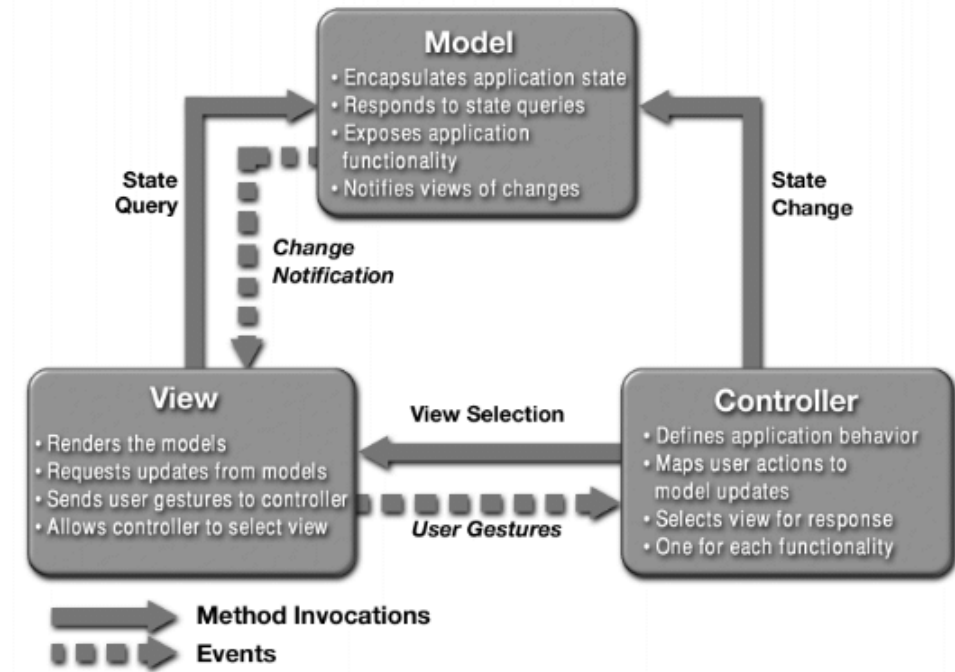 Model
• Encapsulates application state
• Responds to state queries
• Exposes application
functionality
• Notifies views of changes
State
Query
Change
Notification
State
Change
View
• Renders the models
• Requests updates from models
• Sends user gestures to controller
• Allows controller to select view
View Selection
User Gestures
Controller
• Defines application behavior
• Maps user actions to
model updates
• Selects view for response
• One for each functionality
Method Invocations
Events